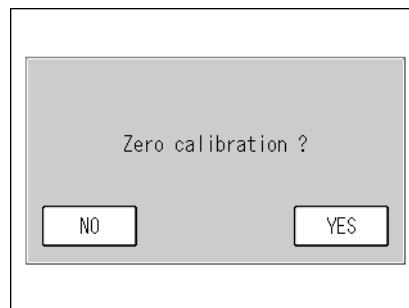 Zero calibration ?
NO
YES